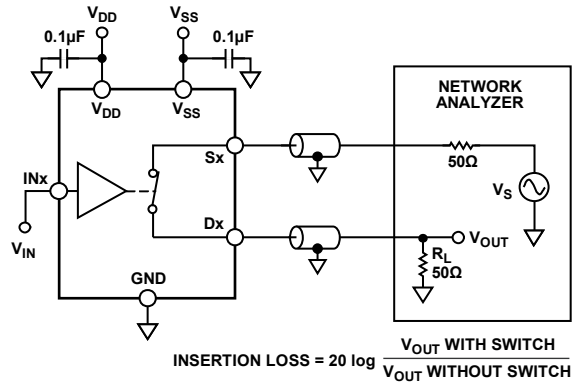 VDD
VSS
0.1µF
0.1µF
VDD
VSS
NETWORK
ANALYZER
Sx
50Ω
INx
VS
Dx
VOUT
VIN
RL
50Ω
GND
INSERTION LOSS = 20 log VOUT WITH SWITCH
VOUT WITHOUT SWITCH